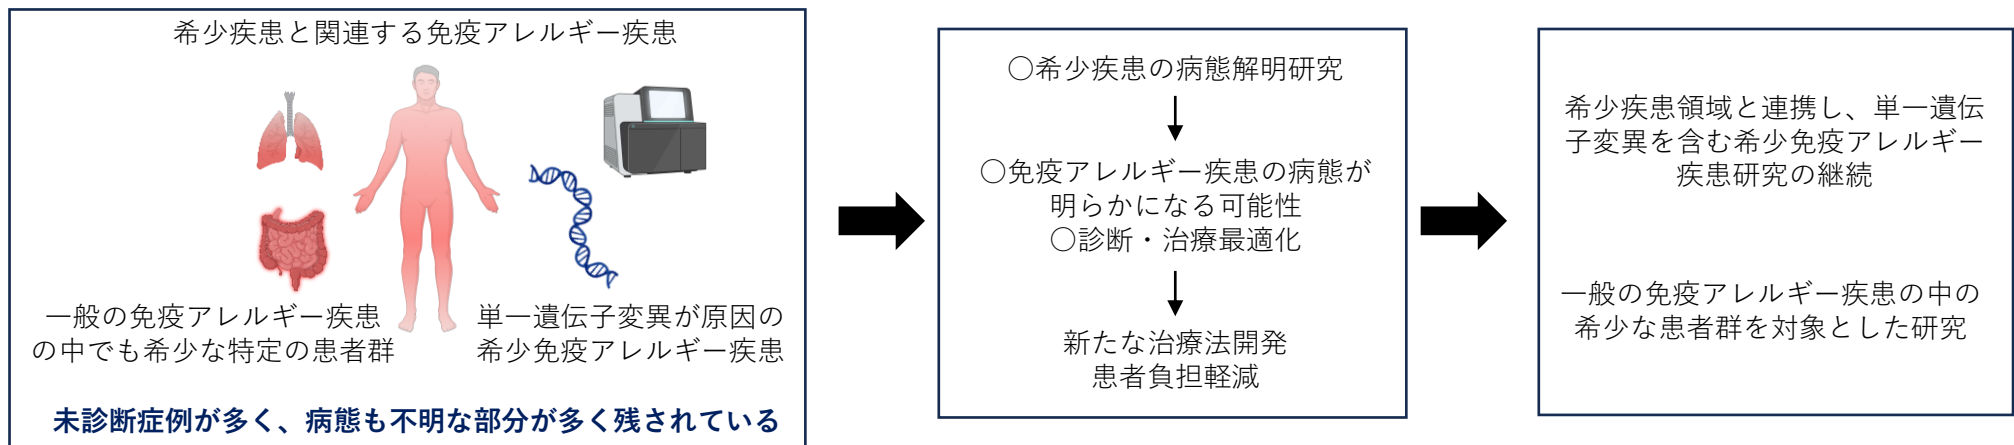 希少疾患と関連する免疫アレルギー疾患
一般の免疫アレルギー疾患
の中でも希少な特定の患者群
単一遺伝子変異が原因の
希少免疫アレルギー疾患
未診断症例が多く、病態も不明な部分が多く残されている
〇希少疾患の病態解明研究
〇免疫アレルギー疾患の病態が
明らかになる可能性
〇診断・治療最適化
新たな治療法開発
患者負担軽減
希少疾患領域と連携し、単一遺伝
子変異を含む希少免疫アレルギー
疾患研究の継続
一般の免疫アレルギー疾患の中の
希少な患者群を対象とした研究